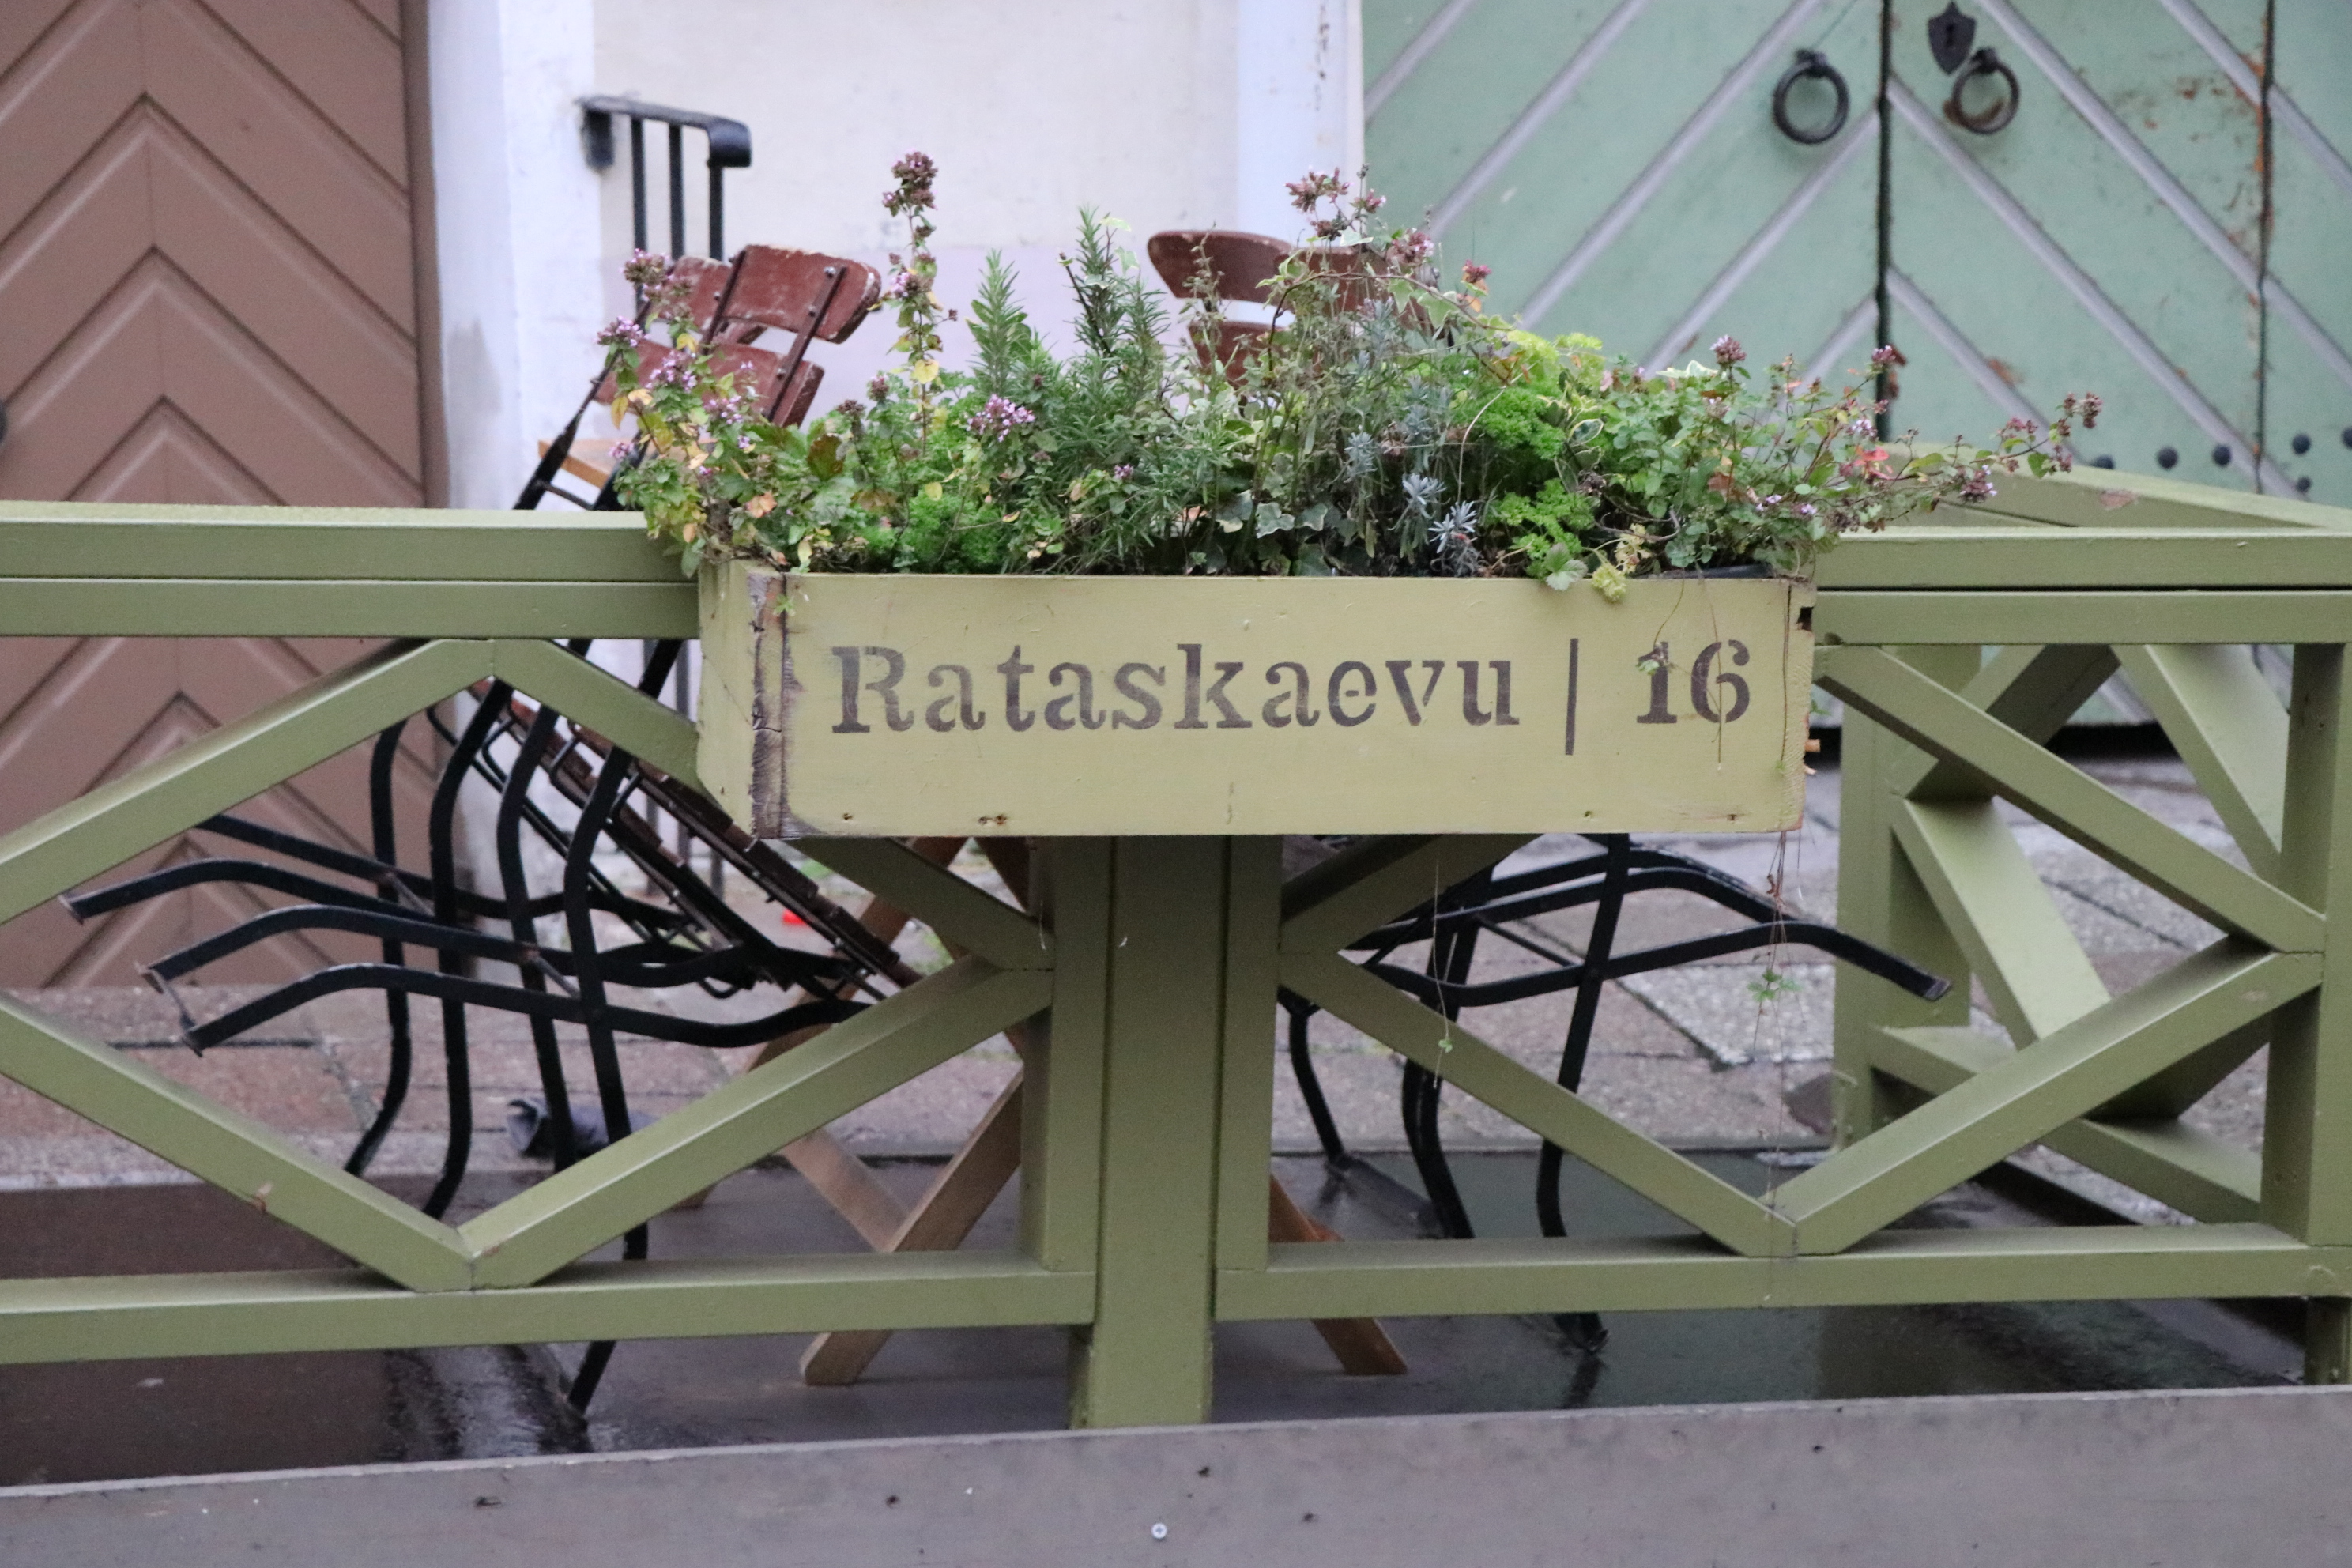 Rataskaevu | 16